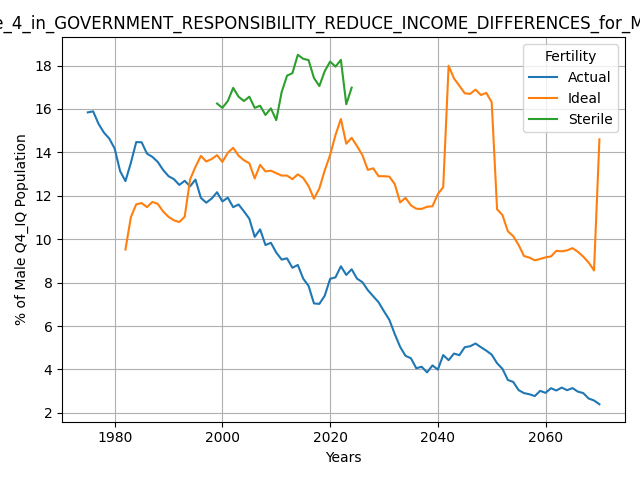 e_4_in_GOVERNMENT_RESPONSIBILITY_REDUCE_INCOME_DIFFERENCES_for_M
Fertility
Actual
Ideal
Sterile
% of Male Q4_IQ Population
18
16
14
12
10
8
6
4
2
1980 2000 2020 2040 2060
Years